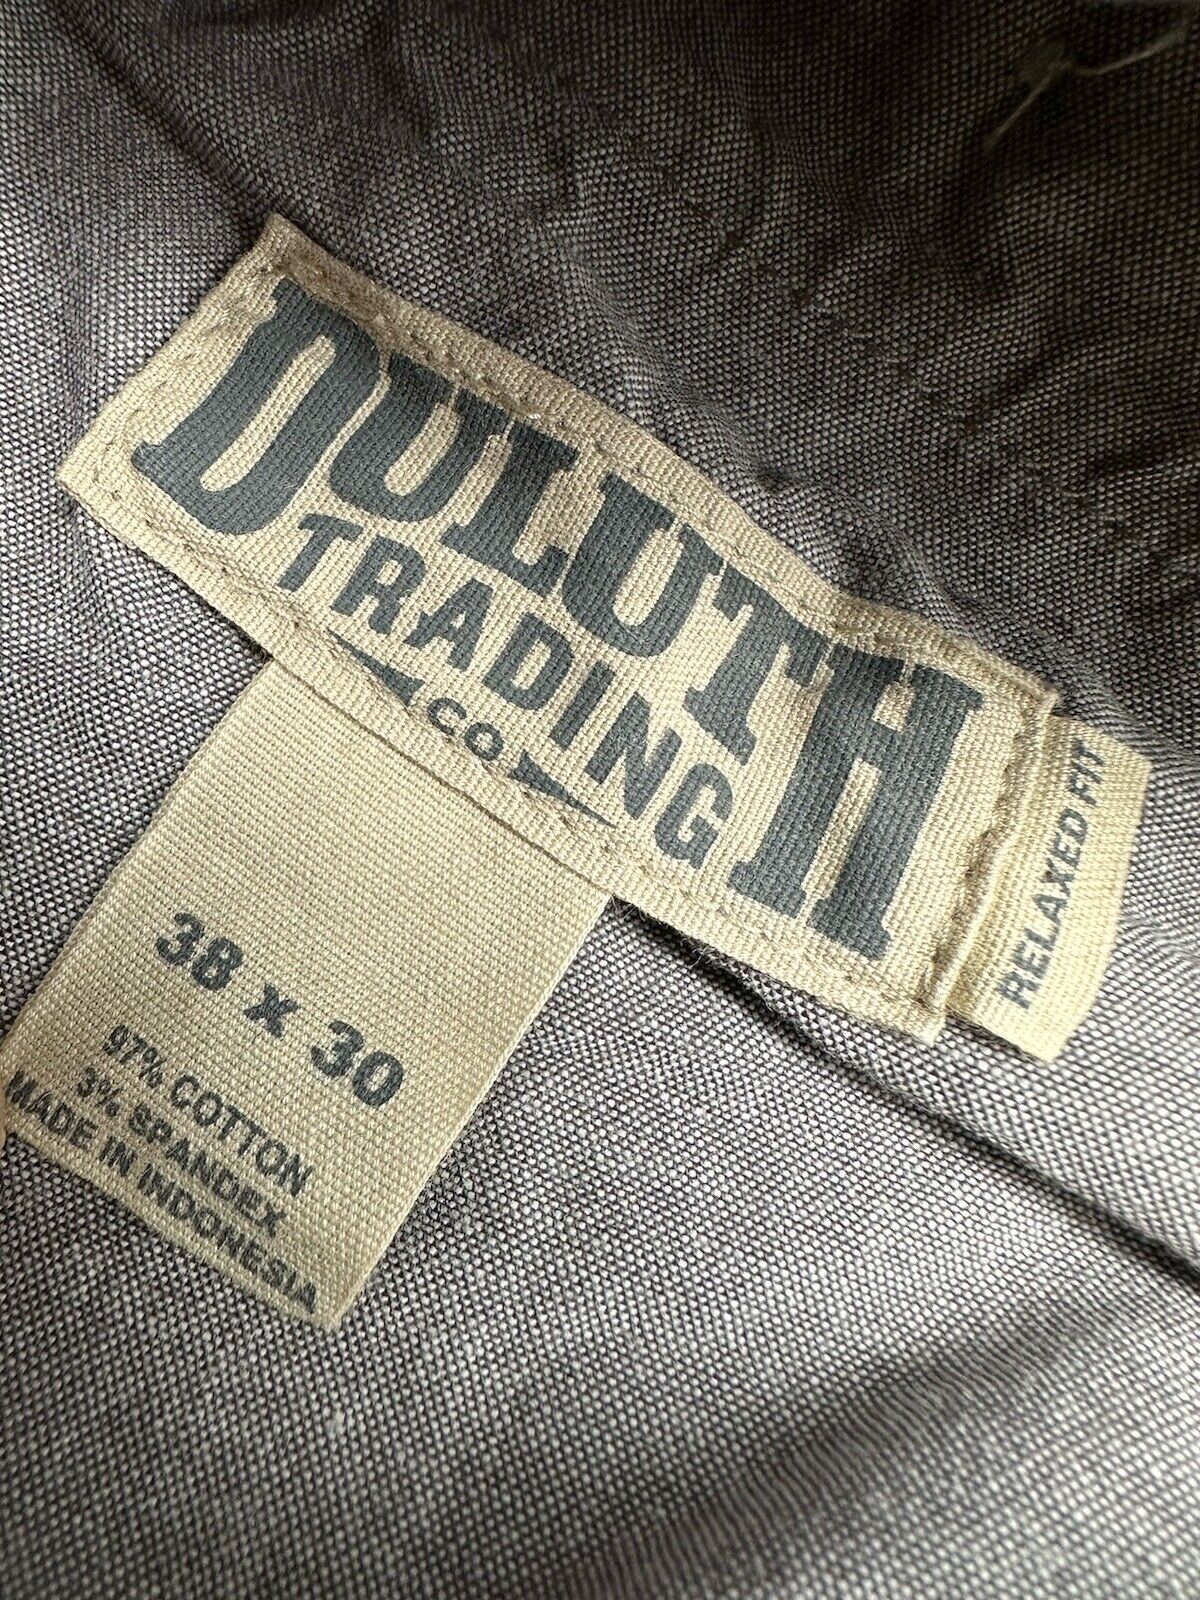 DULUTH
TRADING
CO
RELAXED FIT
38 x 30
97% COTTON
3% SPANDEX
MADE IN INDONESIA